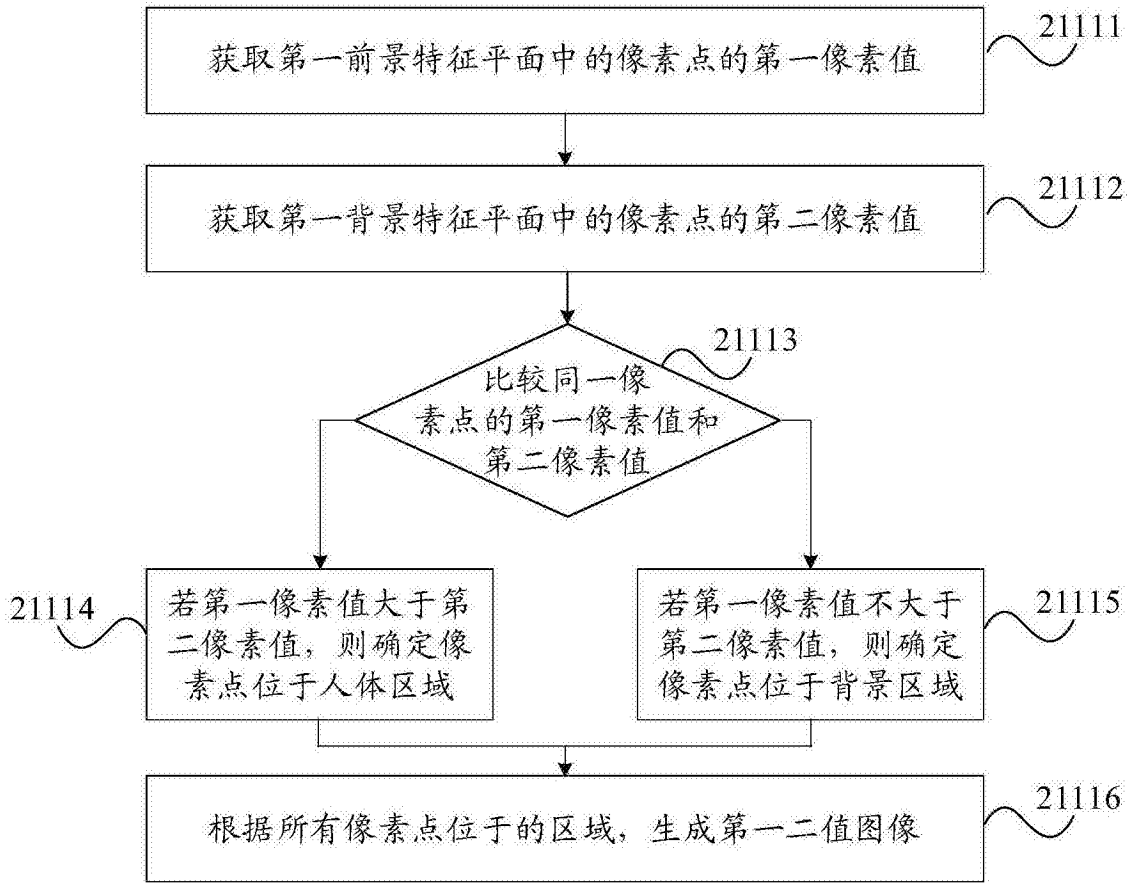 21111
获取第一前景特征平面中的像素点的第一像素值
21112
获取第一背景特征平面中的像素点的第二像素值
21113
比较同一像
素点的第一像素值和
第二像素值
21114
若第一像素值大于第
二像素值，则确定像
素点位于人体区域
21115
若第一像素值不大于
第二像素值，则确定
像素点位于背景区域
21116
根据所有像素点位于的区域，生成第一二值图像